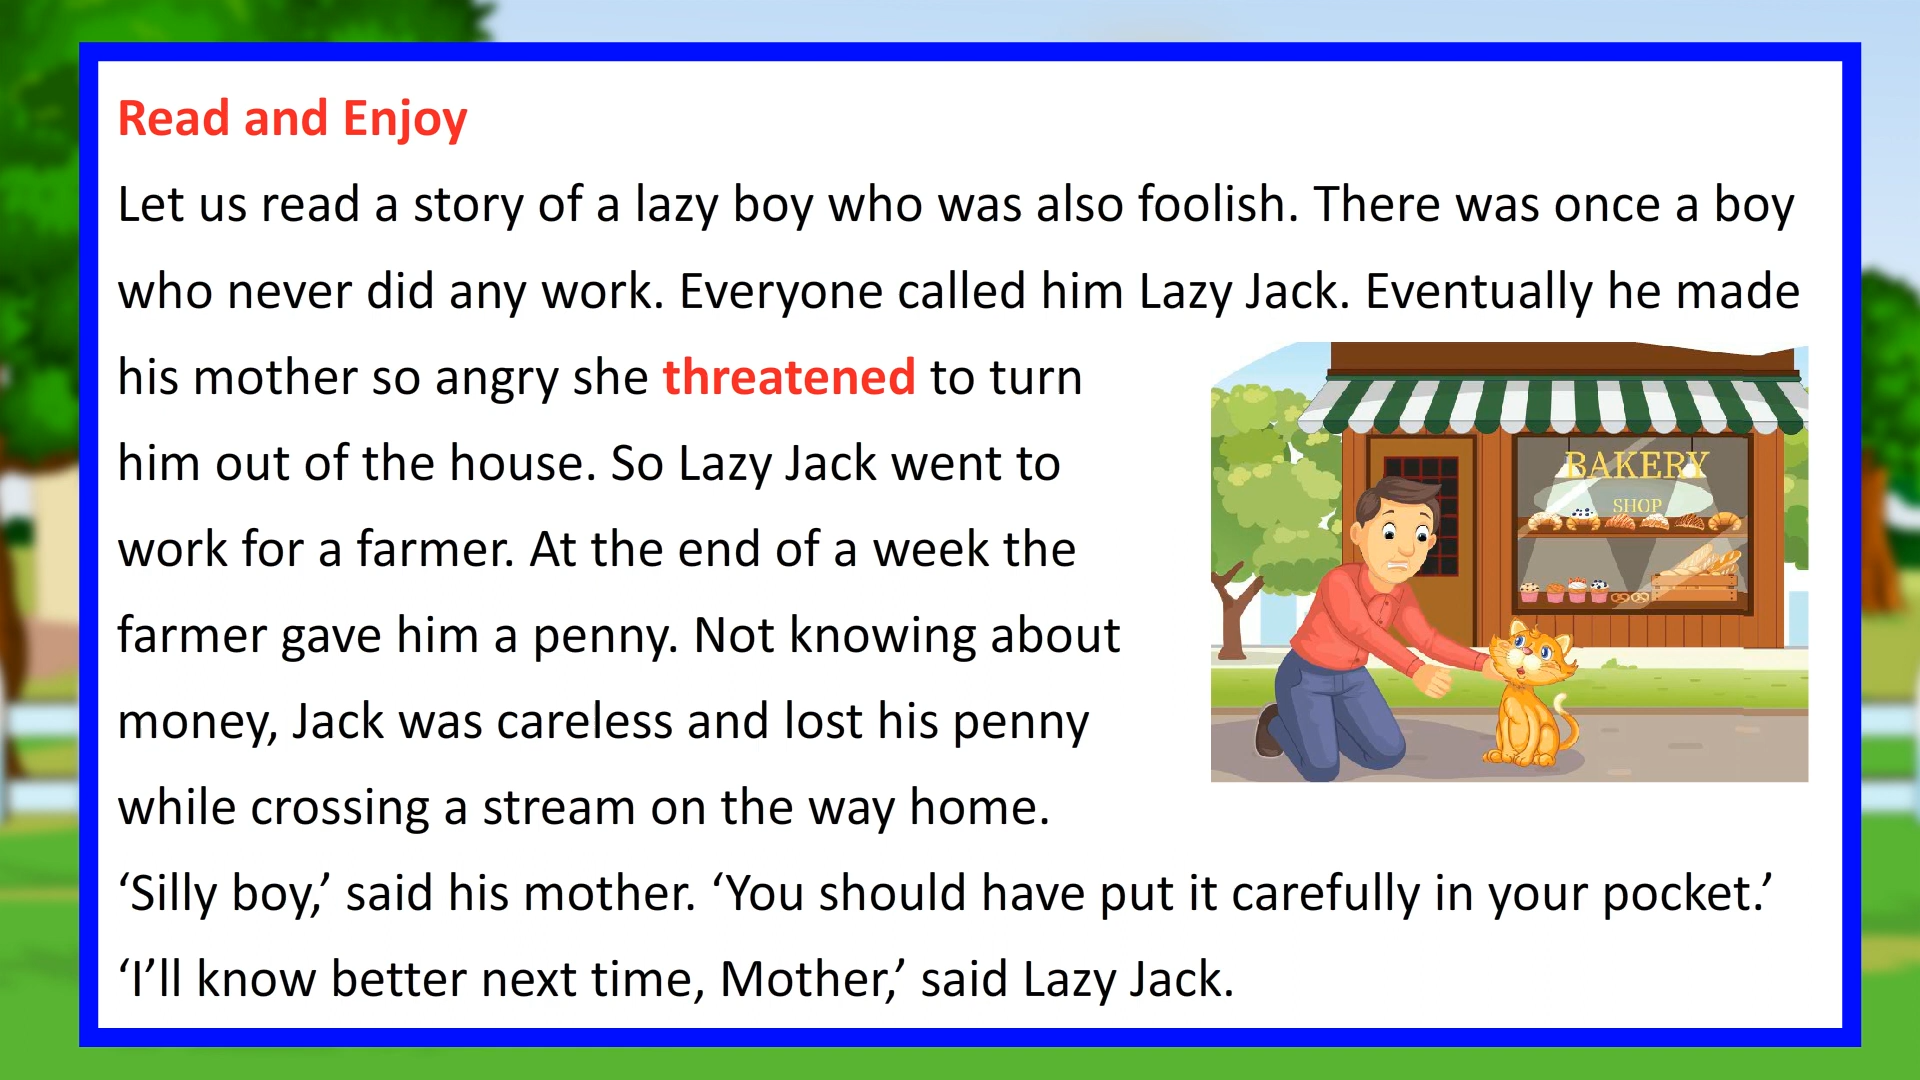 Read and Enjoy
Let us read a story of a lazy boy who was also foolish. There was once a boy
who never did any work. Everyone called him Lazy Jack. Eventually he made
his mother so angry she threatened to turn
him out of the house. So Lazy Jack went to
work for a farmer. At the end of a week the
farmer gave him a penny. Not knowing about
money, Jack was careless and lost his penny
while crossing a stream on the way home.
‘Silly boy,’ said his mother. ‘You should have put it carefully in your pocket.’
‘I’ll know better next time, Mother,’ said Lazy Jack.
BAKERY
SHOP